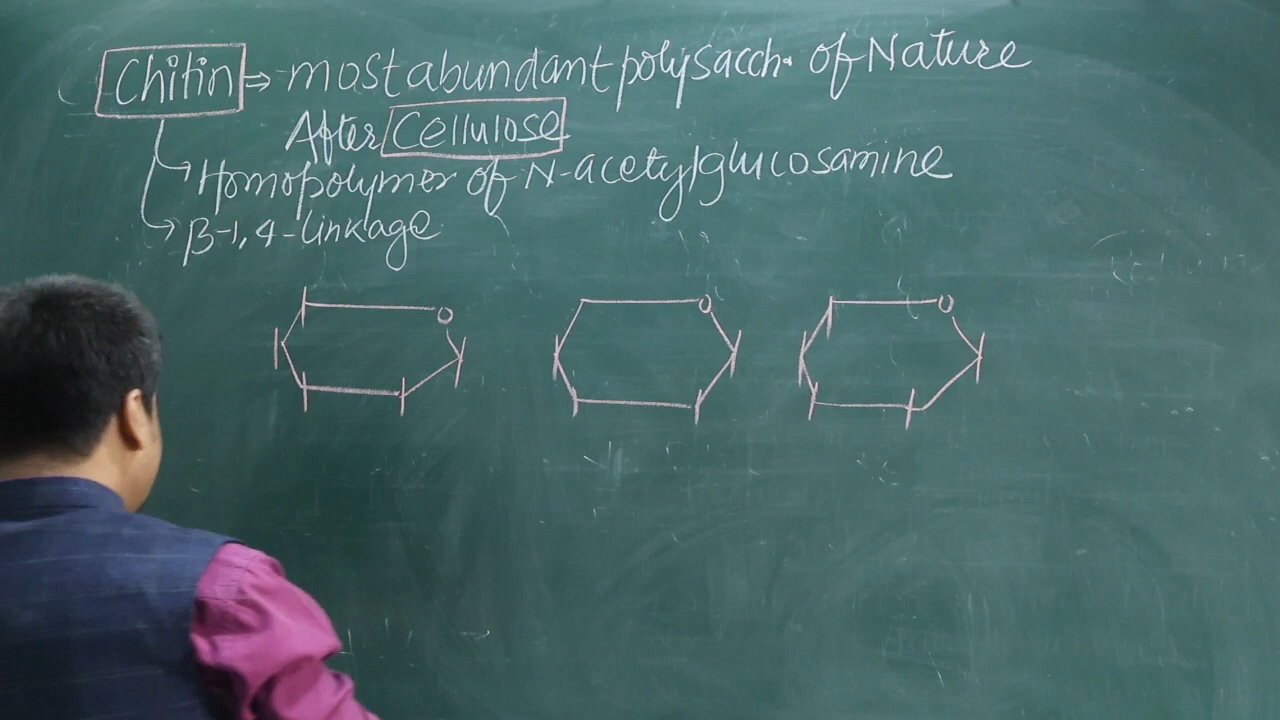 Chitin ⇒ most abundant polysacch. of Nature
After Cellulose
Homopolymer of N-acetylglucosamine
β-1,4-linkage
O O O